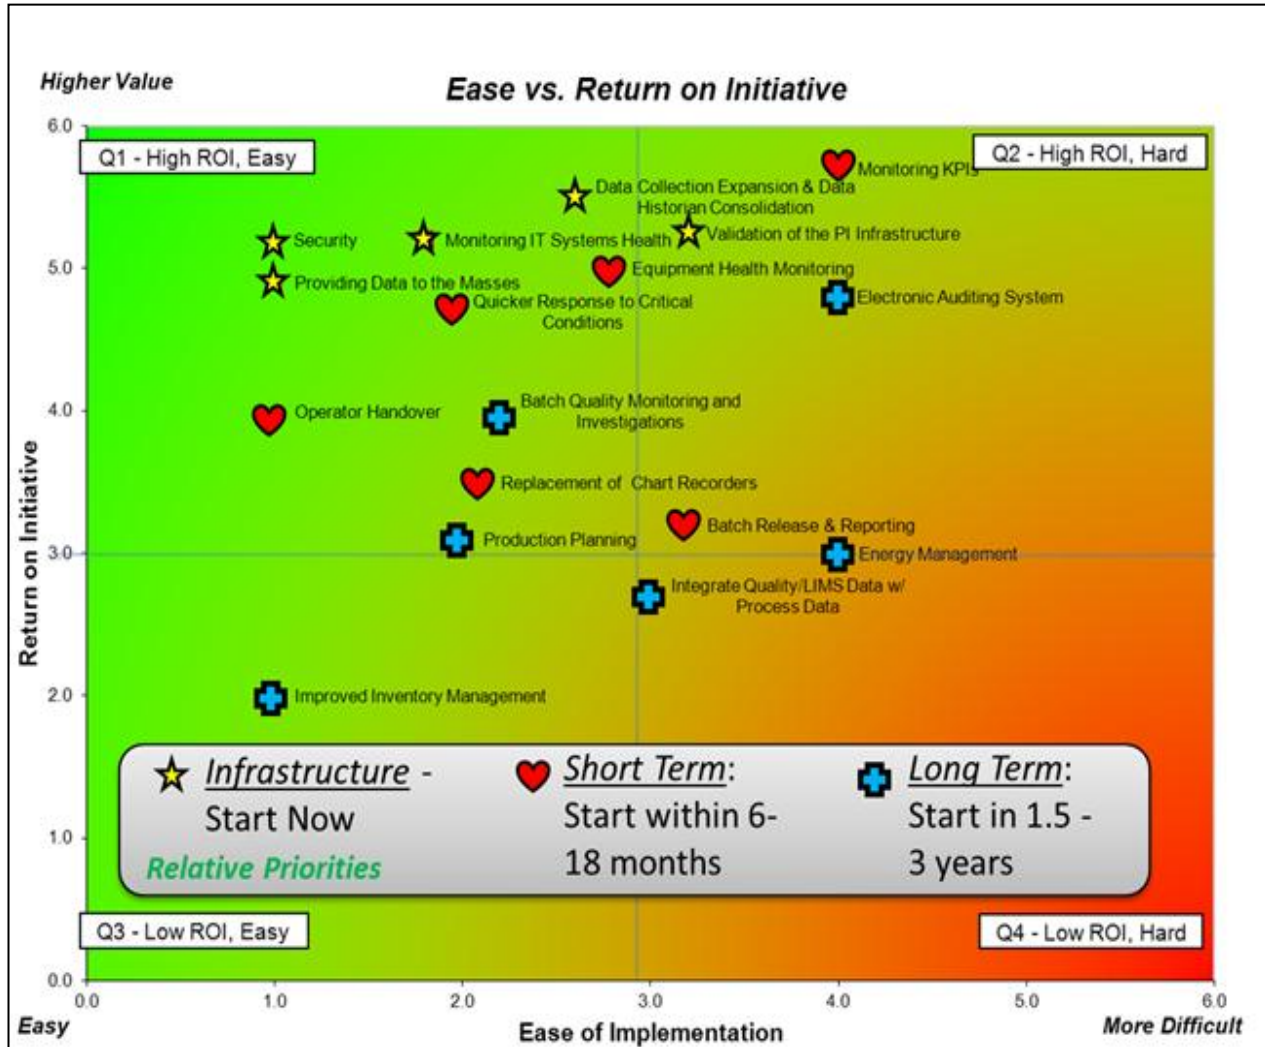 Higher Value
Ease vs. Return on Initiative
6.0
Q1 - High ROI, Easy
Q2 - High ROI, Hard
Monitoring KPIs
Data Collection Expansion & Data
Historian Consolidation
Validation of the PI Infrastructure
Security
Monitoring IT Systems Health
5.0
Equipment Health Monitoring
Providing Data to the Masses
Electronic Auditing System
Quicker Response to Critical
Conditions
4.0
Operator Handover
Batch Quality Monitoring and
Investigations
Replacement of Chart Recorders
Batch Release & Reporting
Production Planning
3.0
Energy Management
Integrate Quality/LIMS Data w/
Process Data
Return on Initiative
2.0
Improved Inventory Management
Infrastructure -
Start Now
Relative Priorities
Short Term:
Start within 6-
18 months
Long Term:
Start in 1.5 -
3 years
1.0
Q3 - Low ROI, Easy
Q4 - Low ROI, Hard
0.0
0.0 1.0 2.0 3.0 4.0 5.0 6.0
Easy
Ease of Implementation
More Difficult